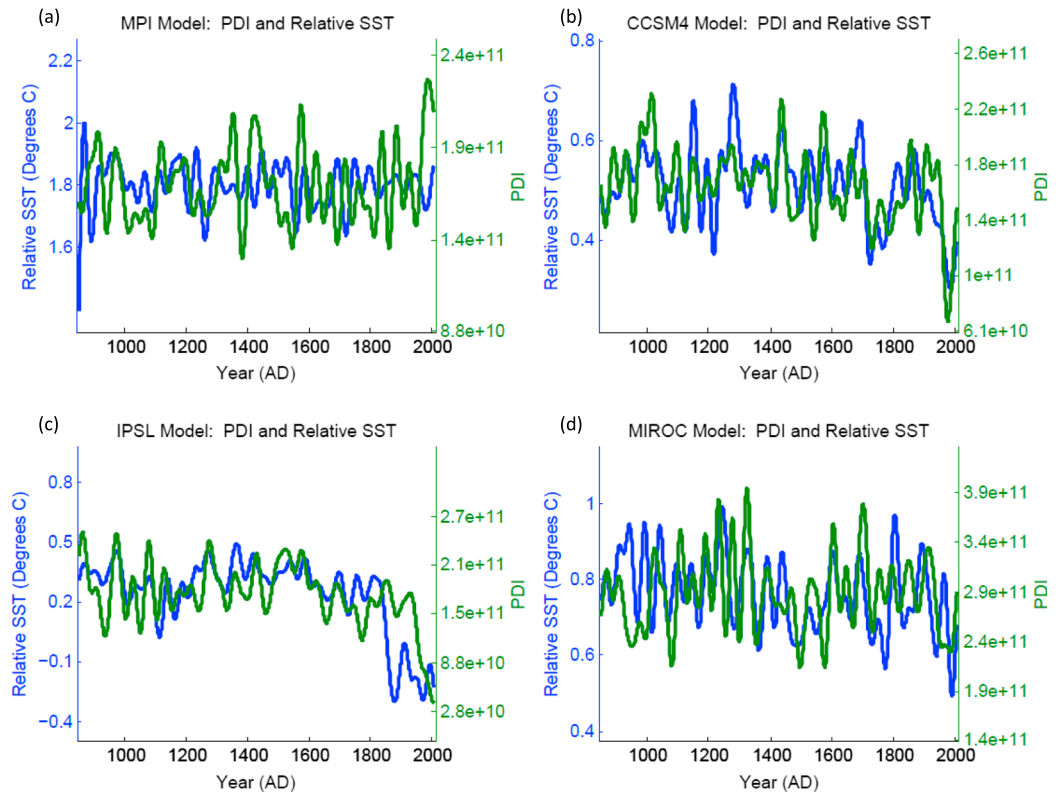 (a)
MPI Model: PDI and Relative SST
2.2
2
1.8
1.6
Relative SST (Degrees C)
2.4e+11
1.9e+11
1.4e+11
8.8e+10
PDI
1000 1200 1400 1600 1800 2000
Year (AD)
(b)
CCSM4 Model: PDI and Relative SST
0.8
0.6
0.4
Relative SST (Degrees C)
2.6e+11
2.2e+11
1.8e+11
1.4e+11
1e+11
6.1e+10
PDI
1000 1200 1400 1600 1800 2000
Year (AD)
(c)
IPSL Model: PDI and Relative SST
0.8
0.5
0.2
−0.1
−0.4
Relative SST (Degrees C)
2.7e+11
2.1e+11
1.5e+11
8.8e+10
2.8e+10
PDI
1000 1200 1400 1600 1800 2000
Year (AD)
(d)
MIROC Model: PDI and Relative SST
1
0.8
0.6
0.4
Relative SST (Degrees C)
3.9e+11
3.4e+11
2.9e+11
2.4e+11
1.9e+11
1.4e+11
PDI
1000 1200 1400 1600 1800 2000
Year (AD)